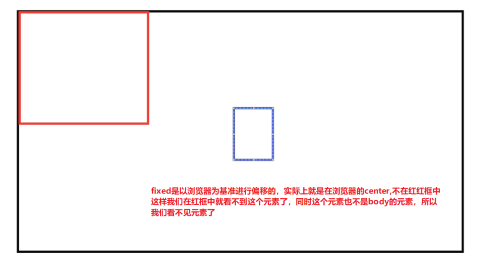 fixed是以浏览器为基准进行偏移的，实际上就是在浏览器的center,不在红红框中
这样我们在红框中就看不到这个元素了，同时这个元素也不是body的元素，所以
我们看不见元素了